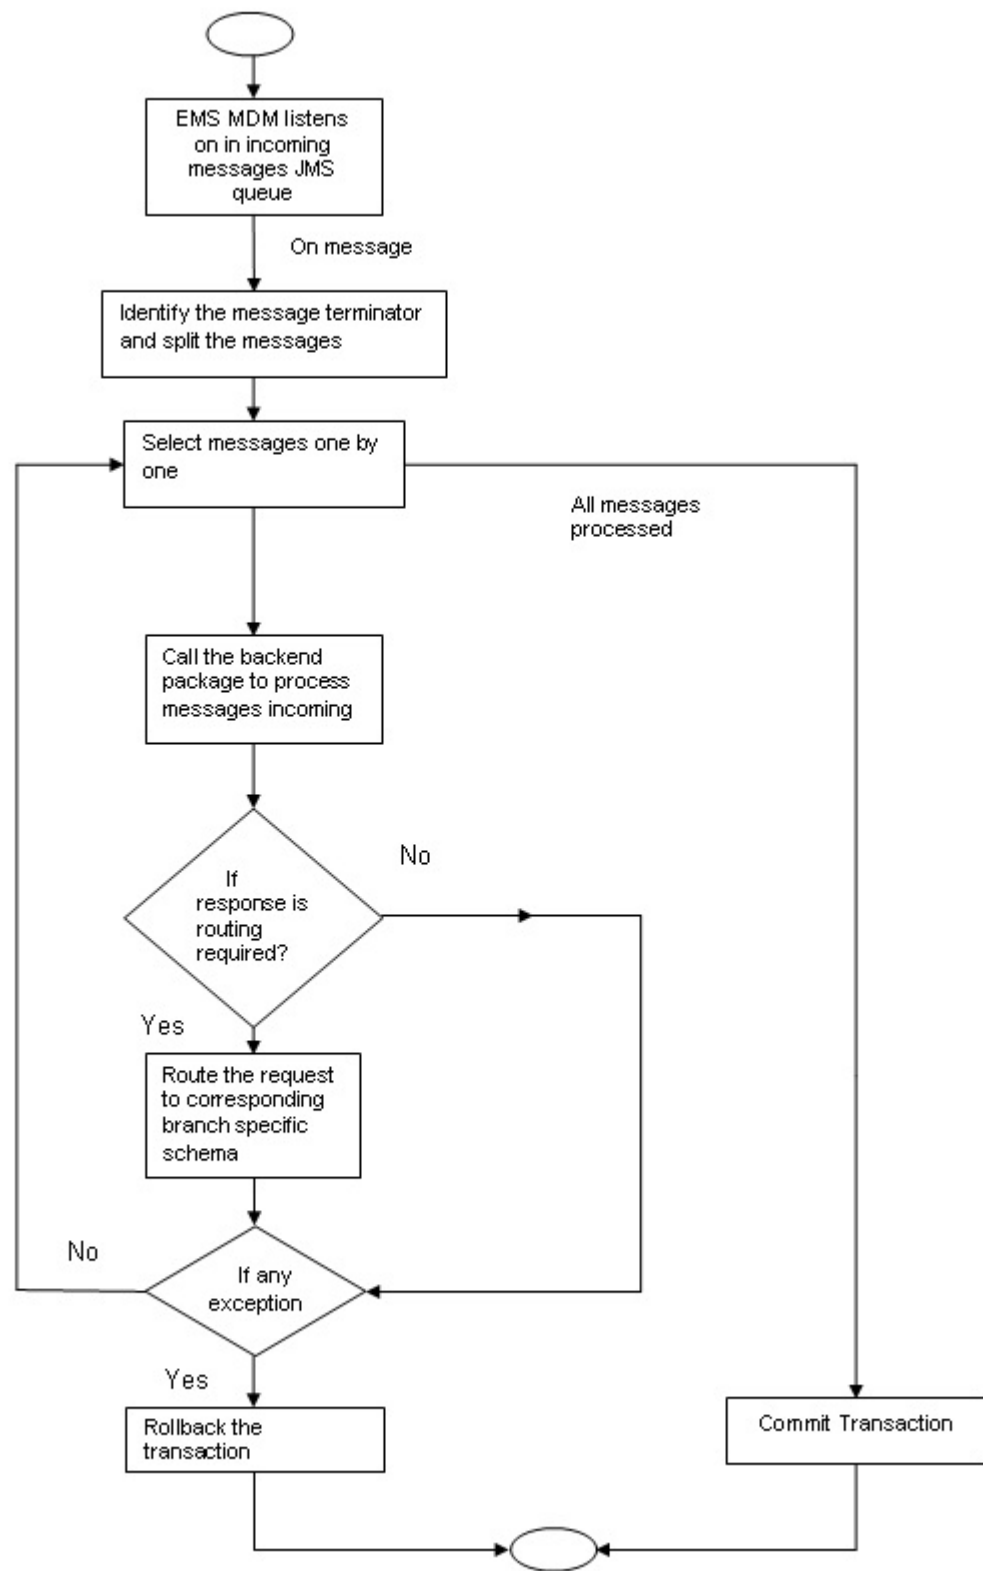 EMS MDM listens
on in incoming
messages JMS
queue
On message
Identify the message terminator
and split the messages
Select messages one by
one
All messages
processed
Call the backend
package to process
messages incoming
No
If
response is
routing
required?
Yes
Route the request
to corresponding
branch specific
schema
No
If any
exception
Yes
Rollback the
transaction
Commit Transaction